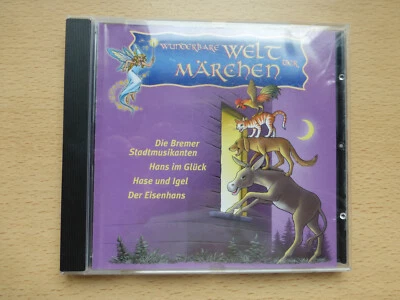 WUNDERBARE WELT DER
MÄRCHEN
Die Bremer
Stadtmusikanten
Hans im Glück
Hase und Igel
Der Eisenhans